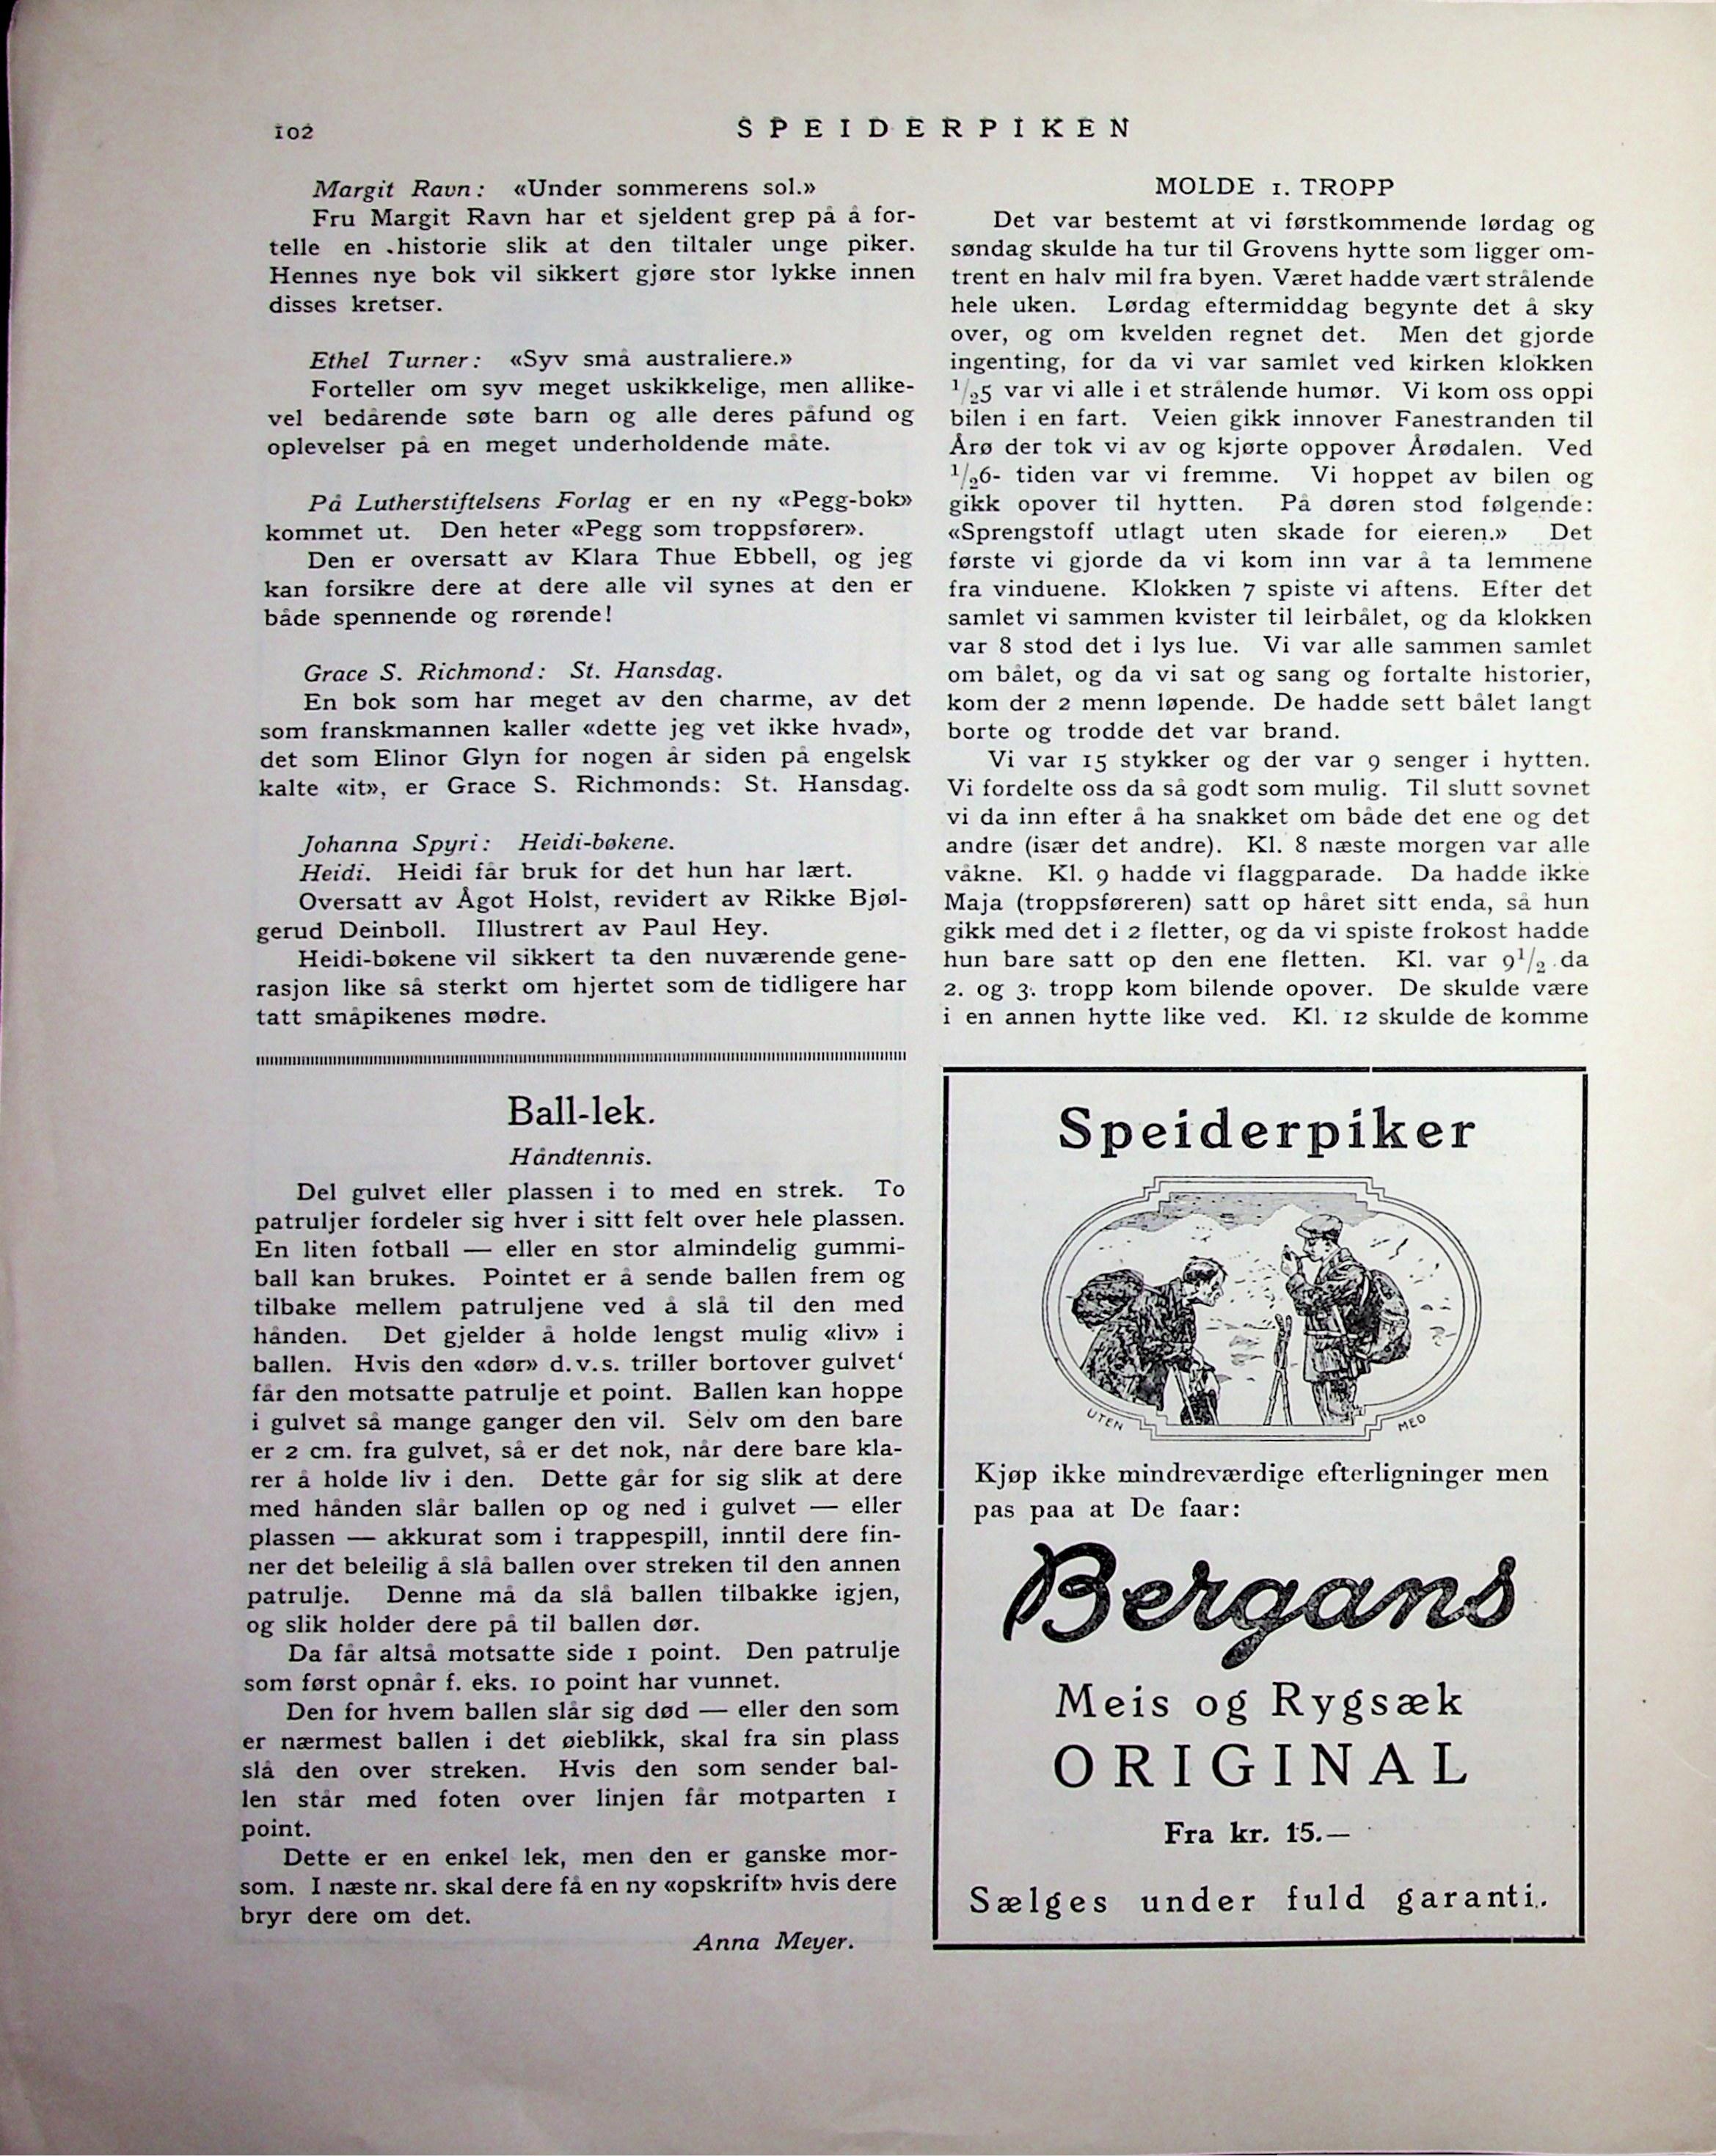 102
SPEIDERPIKEN
Margit Ravn: «Under sommerens sol.»
Fru Margit Ravn har et sjeldent grep på å for-
telle en historie slik at den tiltaler unge piker.
Hennes nye bok vil sikkert gjøre stor lykke innen
disses kretser.
Ethel Turner: «Syv små australiere.»
Forteller om syv meget uskikkelige, men allike-
vel bedårende søte barn og alle deres påfund og
oplevelser på en meget underholdende måte.
På Lutherstiftelsens Forlag er en ny «Pegg-bok»
kommet ut. Den heter «Pegg som troppsfører».
Den er oversatt av Klara Thue Ebbell, og jeg
kan forsikre dere at dere alle vil synes at den er
både spennende og rørende!
Grace S. Richmond: St. Hansdag.
En bok som har meget av den charme, av det
som franskmannen kaller «dette jeg vet ikke hvad»,
det som Elinor Glyn for nogen år siden på engelsk
kalte «it», er Grace S. Richmonds: St. Hansdag.
Johanna Spyri: Heidi-bøkene.
Heidi. Heidi får bruk for det hun har lært.
Oversatt av Ågot Holst, revidert av Rikke Bjøl-
gerud Deinboll. Illustrert av Paul Hey.
Heidi-bøkene vil sikkert ta den nuværende gene-
rasjon like så sterkt om hjertet som de tidligere har
tatt småpikenes mødre.
Ball-lek.
Håndtennis.
Del gulvet eller plassen i to med en strek. To
patruljer fordeler sig hver i sitt felt over hele plassen.
En liten fotball — eller en stor almindelig gummi-
ball kan brukes. Pointet er å sende ballen frem og
tilbake mellem patruljene ved å slå til den med
hånden. Det gjelder å holde lengst mulig «liv» i
ballen. Hvis den «dør» d.v.s. triller bortover gulvet‘
får den motsatte patrulje et point. Ballen kan hoppe
i gulvet så mange ganger den vil. Selv om den bare
er 2 cm. fra gulvet, så er det nok, når dere bare kla-
rer å holde liv i den. Dette går for sig slik at dere
med hånden slår ballen op og ned i gulvet — eller
plassen — akkurat som i trappespill, inntil dere fin-
ner det beleilig å slå ballen over streken til den annen
patrulje. Denne må da slå ballen tilbakke igjen,
og slik holder dere på til ballen dør.
Da får altså motsatte side 1 point. Den patrulje
som først opnår f. eks. 10 point har vunnet.
Den for hvem ballen slår sig død — eller den som
er nærmest ballen i det øieblikk, skal fra sin plass
slå den over streken. Hvis den som sender bal-
len står med foten over linjen får motparten 1
point.
Dette er en enkel lek, men den er ganske mor-
som. I næste nr. skal dere få en ny «opskrift» hvis dere
bryr dere om det.
Anna Meyer.
MOLDE 1. TROPP
Det var bestemt at vi førstkommende lørdag og
søndag skulde ha tur til Grovens hytte som ligger om-
trent en halv mil fra byen. Været hadde vært strålende
hele uken. Lørdag eftermiddag begynte det å sky
over, og om kvelden regnet det. Men det gjorde
ingenting, for da vi var samlet ved kirken klokken
1/25 var vi alle i et strålende humør. Vi kom oss oppi
bilen i en fart. Veien gikk innover Fanestranden til
Årø der tok vi av og kjørte oppover Årødalen. Ved
1/26- tiden var vi fremme. Vi hoppet av bilen og
gikk opover til hytten. På døren stod følgende:
«Sprengstoff utlagt uten skade for eieren.» Det
første vi gjorde da vi kom inn var å ta lemmene
fra vinduene. Klokken 7 spiste vi aftens. Efter det
samlet vi sammen kvister til leirbålet, og da klokken
var 8 stod det i lys lue. Vi var alle sammen samlet
om bålet, og da vi sat og sang og fortalte historier,
kom der 2 menn løpende. De hadde sett bålet langt
borte og trodde det var brand.
Vi var 15 stykker og der var 9 senger i hytten.
Vi fordelte oss da så godt som mulig. Til slutt sovnet
vi da inn efter å ha snakket om både det ene og det
andre (især det andre). Kl. 8 næste morgen var alle
våkne. Kl. 9 hadde vi flaggparade. Da hadde ikke
Maja (troppsføreren) satt op håret sitt enda, så hun
gikk med det i 2 fletter, og da vi spiste frokost hadde
hun bare satt op den ene fletten. Kl. var 9 1/2 da
2. og 3. tropp kom bilende opover. De skulde være
i en annen hytte like ved. Kl. 12 skulde de komme
Speiderpiker
UTEN MED
Kjøp ikke mindreværdige efterligninger men
pas paa at De faar:
Bergans
Meis og Rygsæk
ORIGINAL
Fra kr. 15.—
Sælges under fuld garanti.